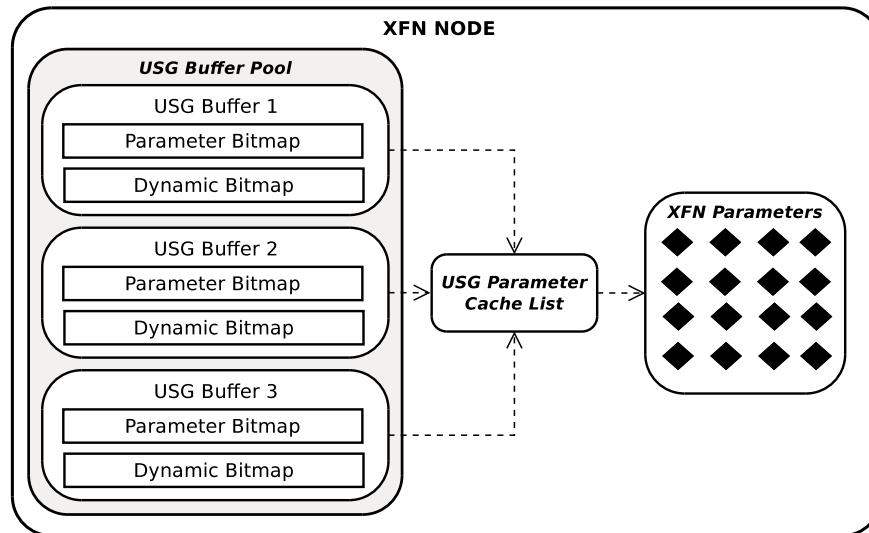 XFN NODE
USG Buffer Pool
USG Buffer 1
Parameter Bitmap
Dynamic Bitmap
USG Buffer 2
Parameter Bitmap
Dynamic Bitmap
USG Buffer 3
Parameter Bitmap
Dynamic Bitmap
USG Parameter
Cache List
XFN Parameters